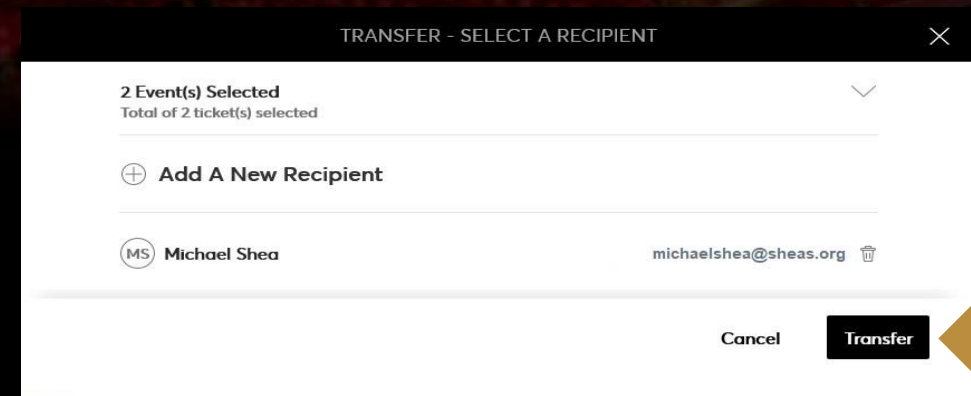 TRANSFER - SELECT A RECIPIENT
2 Event(s) Selected
Total of 2 ticket(s) selected
Add A New Recipient
MS Michael Shea michaelshea@sheas.org
Cancel Transfer